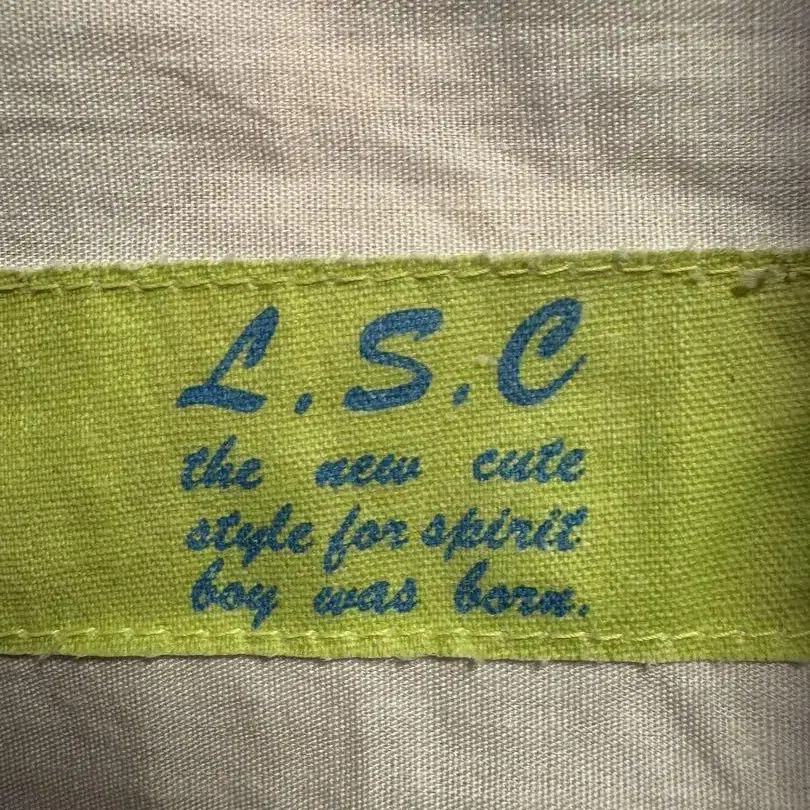 L.S.C
the new cute
style for spirit
boy was born.